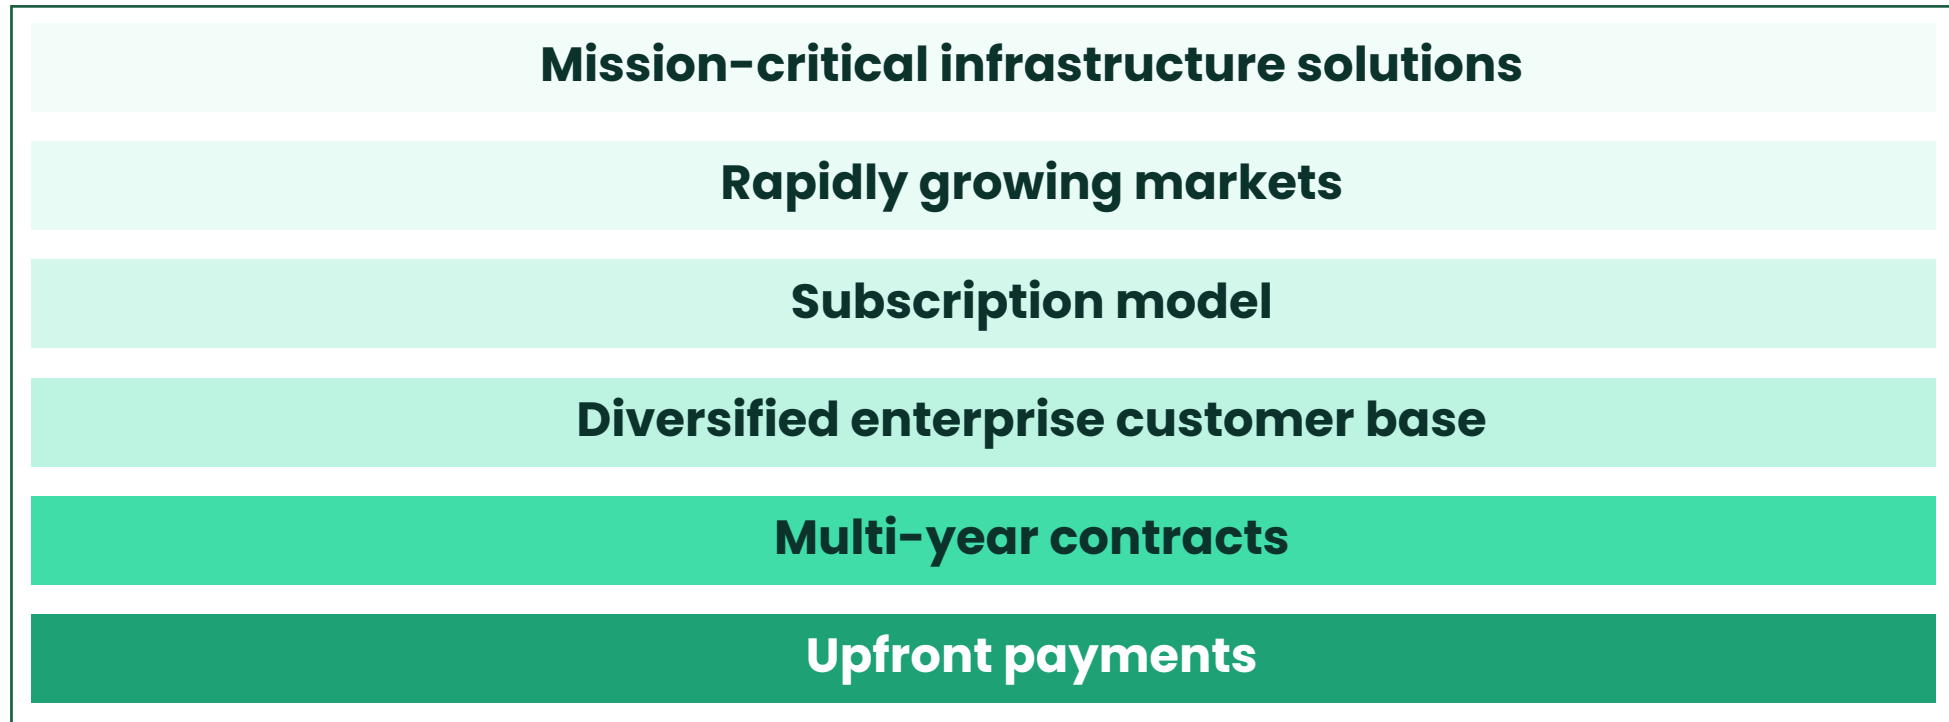 Mission-critical infrastructure solutions
Rapidly growing markets
Subscription model
Diversified enterprise customer base
Multi-year contracts
Upfront payments